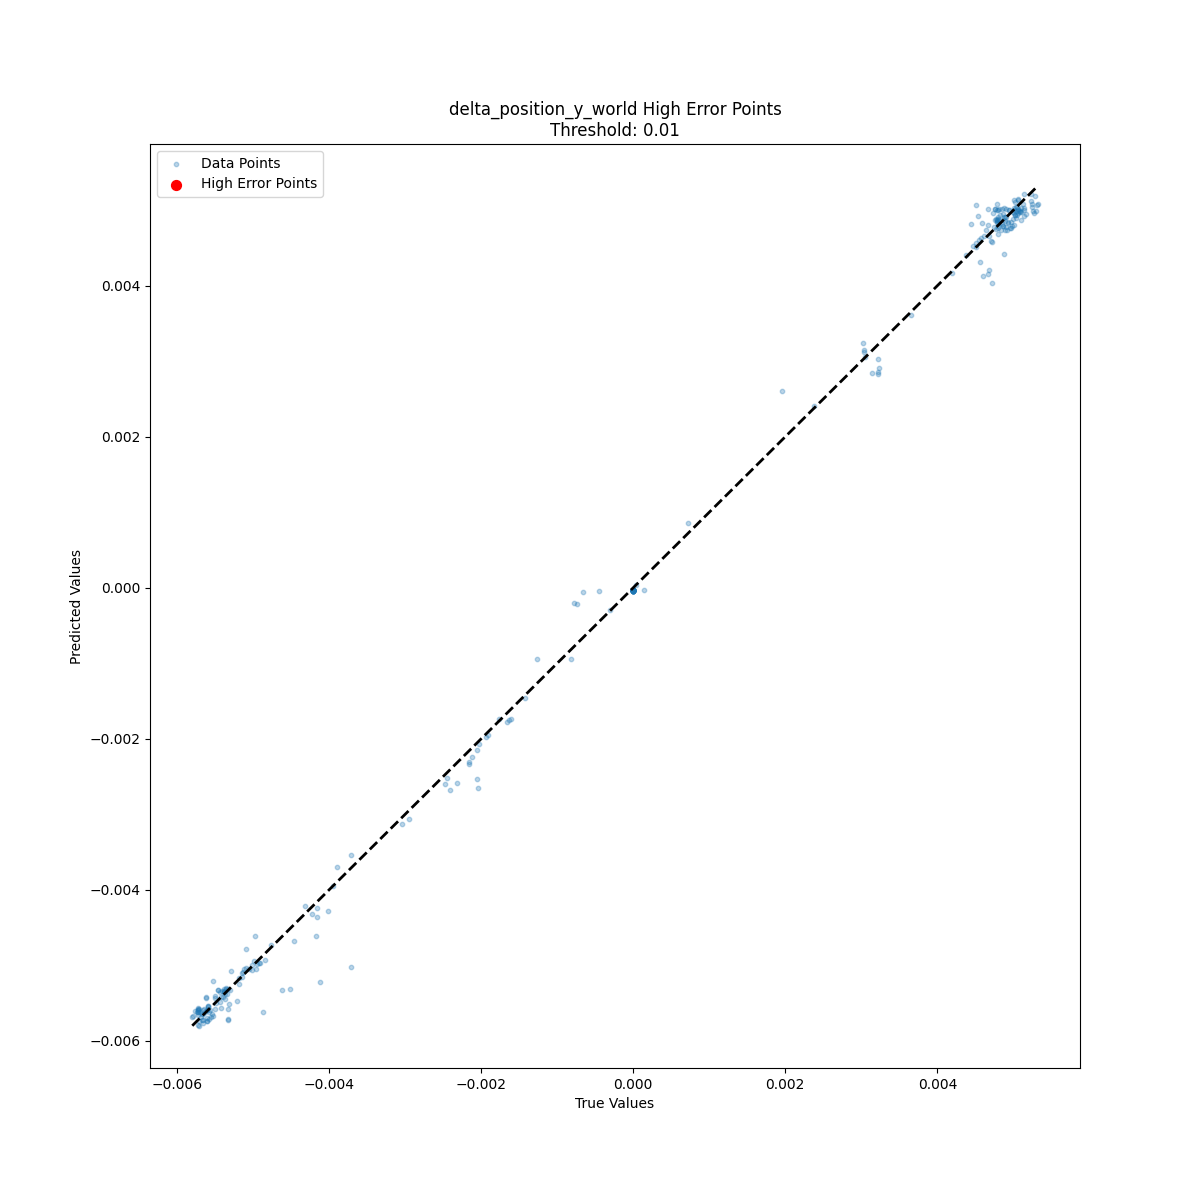 delta_position_y_world High Error Points
Threshold: 0.01
Data Points
High Error Points
0.004
0.002
0.000
−0.002
−0.004
−0.006
Predicted Values
−0.006 −0.004 −0.002 0.000 0.002 0.004
True Values